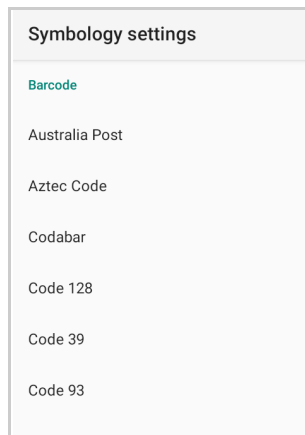 Symbology settings
Barcode
Australia Post
Aztec Code
Codabar
Code 128
Code 39
Code 93